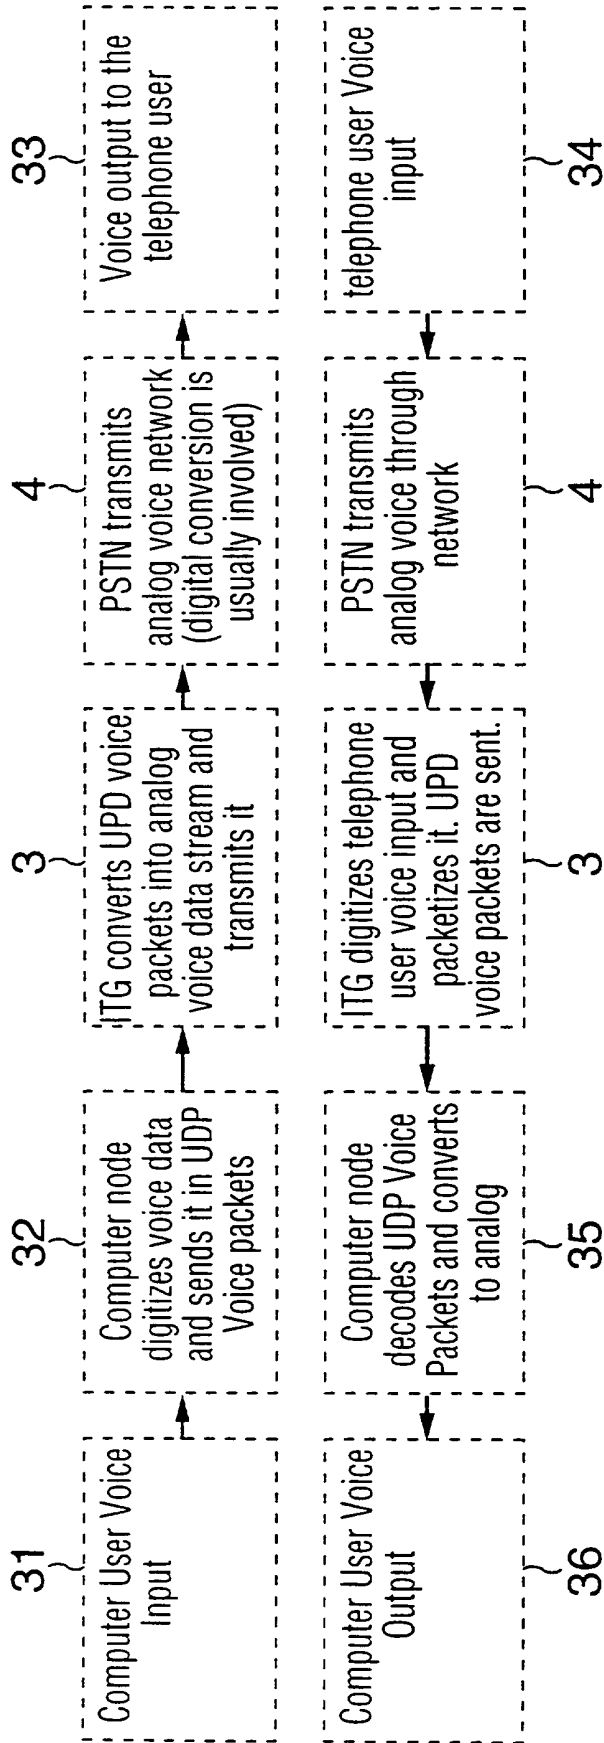 31
32
3
4
33
Computer User Voice
Input
Computer node
digitizes voice data
and sends it in UDP
Voice packets
ITG converts UPD voice
packets into analog
voice data stream and
transmits it
PSTN transmits
analog voice network
(digital conversion is
usually involved)
Voice output to the
telephone user
Computer User Voice
Output
Computer node
decodes UDP Voice
Packets and converts
to analog
ITG digitizes telephone
user voice input and
packetizes it. UPD
voice packets are sent.
PSTN transmits
analog voice through
network
telephone user Voice
input
36
35
3
4
34